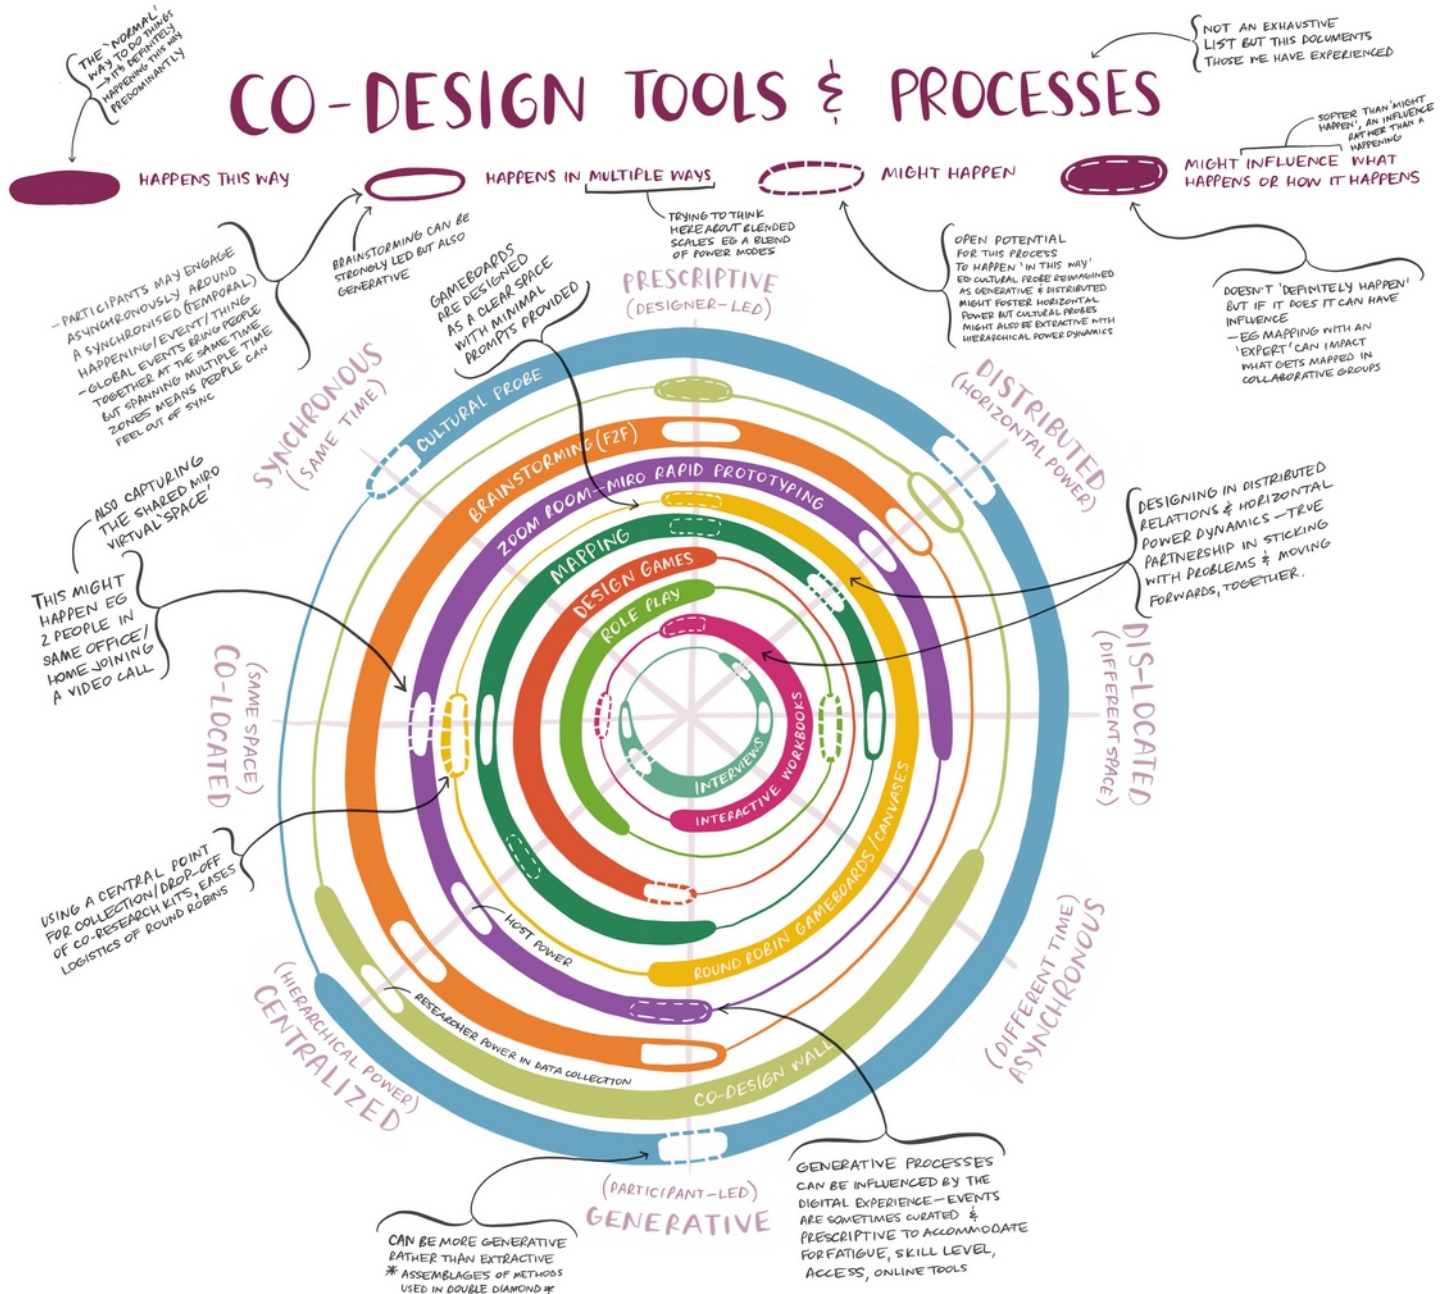 THE 'NORMAL'
WAY TO DO THINGS
→ IT'S DEFINITELY
HAPPENING THIS WAY
PREDOMINANTLY
NOT AN EXHAUSTIVE
LIST BUT THIS DOCUMENTS
THOSE WE HAVE EXPERIENCED
CO-DESIGN TOOLS & PROCESSES
SOFTER THAN 'MIGHT
HAPPEN', AN INFLUENCE
RATHER THAN A
HAPPENING
HAPPENS THIS WAY
HAPPENS IN MULTIPLE WAYS
MIGHT HAPPEN
MIGHT INFLUENCE WHAT
HAPPENS OR HOW IT HAPPENS
- PARTICIPANTS MAY ENGAGE
ASYNCHRONOUSLY AROUND
A SYNCHRONISED (TEMPORAL)
HAPPENING/EVENT/THING
- GLOBAL EVENTS BRING PEOPLE
TOGETHER AT THE SAME TIME
BUT SPANNING MULTIPLE TIME
ZONES MEANS PEOPLE CAN
FEEL OUT OF SYNC
BRAINSTORMING CAN BE
STRONGLY LED BUT ALSO
GENERATIVE
GAMEBOARDS
ARE DESIGNED
AS A CLEAR SPACE
WITH MINIMAL
PROMPTS PROVIDED
TRYING TO THINK
HERE ABOUT BLENDED
SCALES EG A BLEND
OF POWER MODES
OPEN POTENTIAL
FOR THIS PROCESS
TO HAPPEN 'IN THIS WAY'
EG CULTURAL PROBE REIMAGINED
AS GENERATIVE & DISTRIBUTED
MIGHT FOSTER HORIZONTAL
POWER BUT CULTURAL PROBES
MIGHT ALSO BE EXTRACTIVE WITH
HIERARCHICAL POWER DYNAMICS
DOESN'T 'DEFINITELY HAPPEN'
BUT IF IT DOES IT CAN HAVE
INFLUENCE
- EG MAPPING WITH AN
'EXPERT' CAN IMPACT
WHAT GETS MAPPED IN
COLLABORATIVE GROUPS
PRESCRIPTIVE
(DESIGNER-LED)
SYNCHRONOUS
(SAME TIME)
DISTRIBUTED
(HORIZONTAL POWER)
CULTURAL PROBE
BRAINSTORMING (F2F)
ZOOM ROOM--MIRO RAPID PROTOTYPING
MAPPING
DESIGN GAMES
ROLE PLAY
INTERACTIVE WORKBOOKS
INTERVIEWS
ROUND ROBIN GAMEBOARDS/CANVASES
CO-DESIGN WALL
HOST POWER
RESEARCHER POWER IN DATA COLLECTION
ALSO CAPTURING
THE SHARED MIRO
VIRTUAL 'SPACE'
THIS MIGHT
HAPPEN EG
2 PEOPLE IN
SAME OFFICE/
HOME JOINING
A VIDEO CALL
DESIGNING IN DISTRIBUTED
RELATIONS & HORIZONTAL
POWER DYNAMICS - TRUE
PARTNERSHIP IN STICKING
WITH PROBLEMS & MOVING
FORWARDS, TOGETHER.
(SAME SPACE)
CO-LOCATED
DIS-LOCATED
(DIFFERENT SPACE)
USING A CENTRAL POINT
FOR COLLECTION/DROP-OFF
OF CO-RESEARCH KITS, EASES
LOGISTICS OF ROUND ROBINS
(HIERARCHICAL POWER)
CENTRALIZED
(DIFFERENT TIME)
ASYNCHRONOUS
(PARTICIPANT-LED)
GENERATIVE
CAN BE MORE GENERATIVE
RATHER THAN EXTRACTIVE
* ASSEMBLAGES OF METHODS
USED IN DOUBLE DIAMOND *
GENERATIVE PROCESSES
CAN BE INFLUENCED BY THE
DIGITAL EXPERIENCE - EVENTS
ARE SOMETIMES CURATED &
PRESCRIPTIVE TO ACCOMMODATE
FOR FATIGUE, SKILL LEVEL,
ACCESS, ONLINE TOOLS